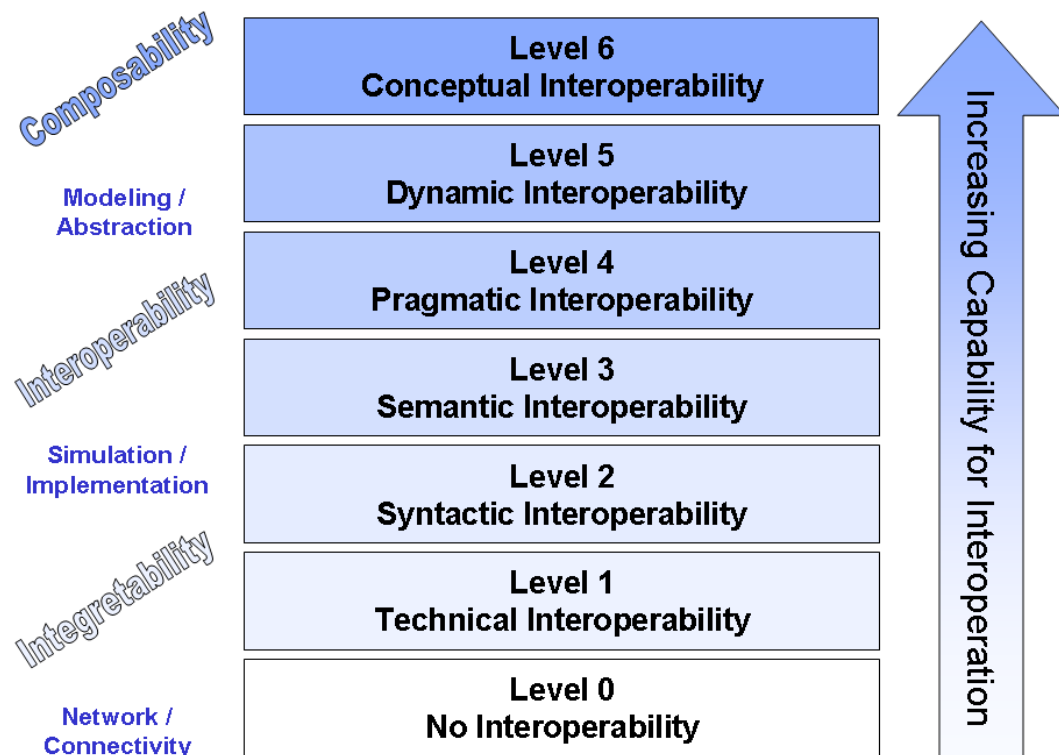 Composability
Level 6
Conceptual Interoperability
Level 5
Dynamic Interoperability
Modeling /
Abstraction
Level 4
Pragmatic Interoperability
Interoperability
Level 3
Semantic Interoperability
Simulation /
Implementation
Level 2
Syntactic Interoperability
Integretability
Level 1
Technical Interoperability
Level 0
No Interoperability
Network /
Connectivity
Increasing Capability for Interoperation